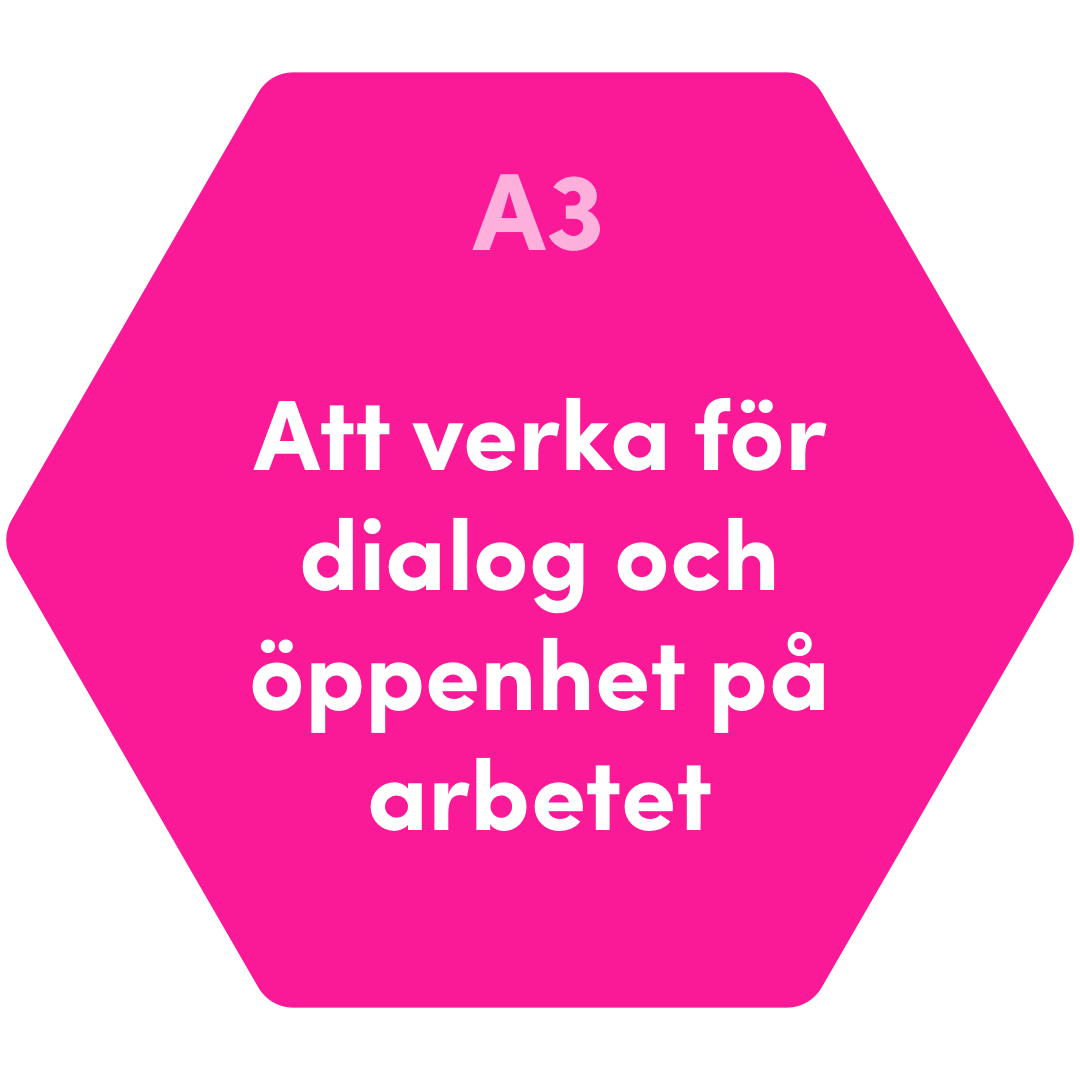 A3
Att verka för
dialog och
öppenhet på
arbetet